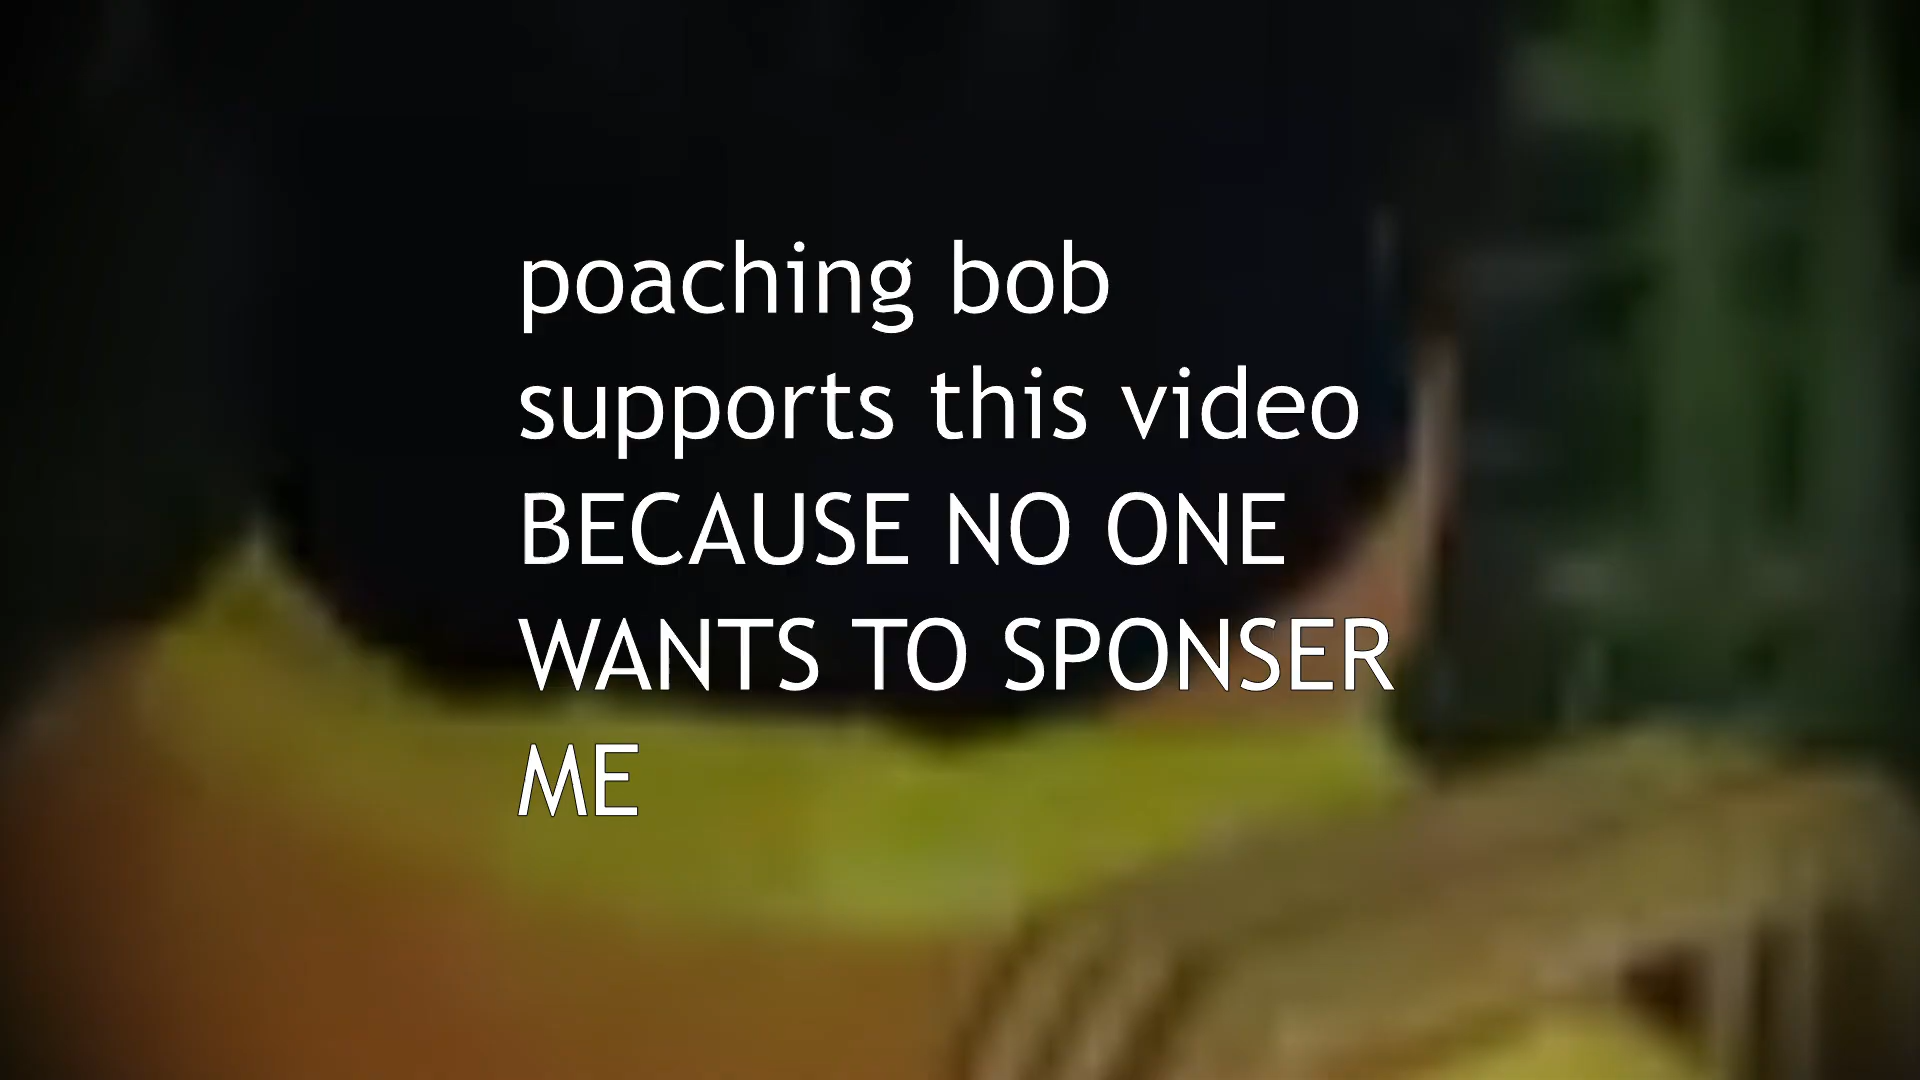 poaching bob
supports this video
BECAUSE NO ONE
WANTS TO SPONSER
ME